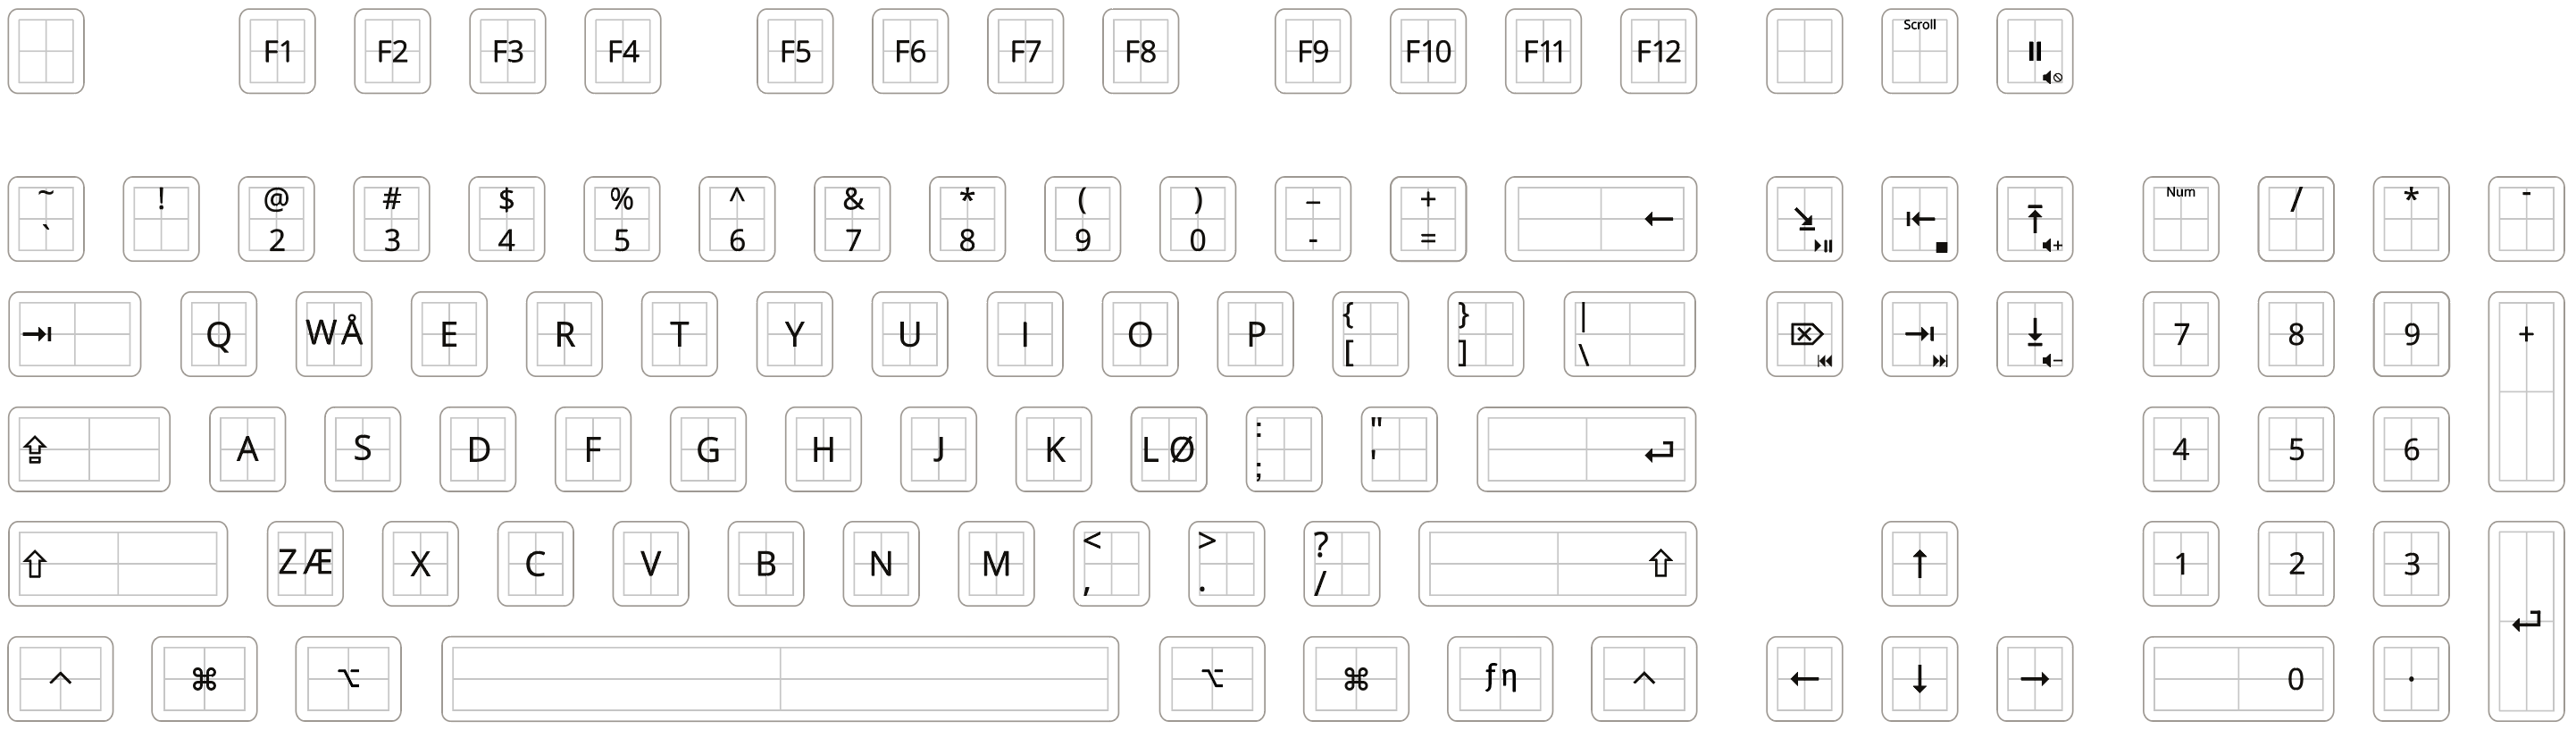 F1 F2 F3 F4 F5 F6 F7 F8 F9 F10 F11 F12 Scroll
~ ! @ # $ % ^ & * ( ) _ + Num / * -
` 2 3 4 5 6 7 8 9 0 - = ←
Q WÅ E R T Y U I O P { } | 7 8 9 +
[ ] \
A S D F G H J K LØ : " 4 5 6
; '
⇧ ZÆ X C V B N M < > ? ⇧ ↑ 1 2 3
, . /
^ ⌘ ⌥ ⌥ ⌘ ƒη ^ ← ↓ → 0 .